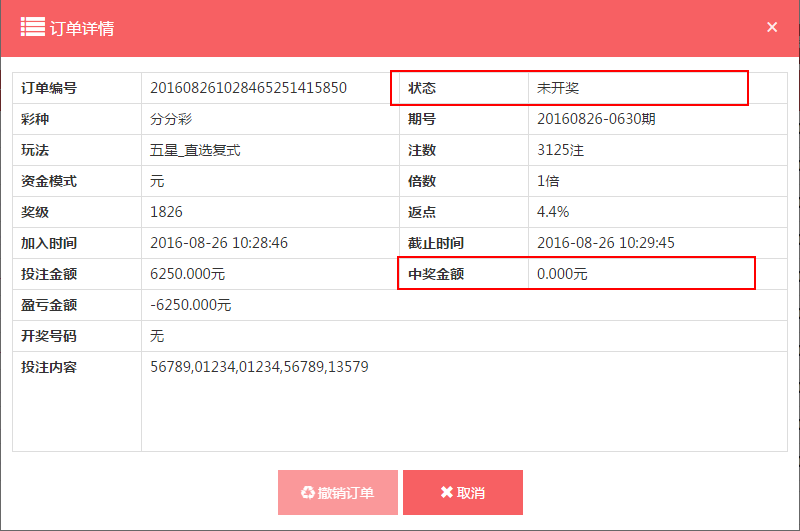 订单详情
订单编号 201608261028465251415850 状态 未开奖
彩种 分分彩 期号 20160826-0630期
玩法 五星_直选复式 注数 3125注
资金模式 元 倍数 1倍
奖级 1826 返点 4.4%
加入时间 2016-08-26 10:28:46 截止时间 2016-08-26 10:29:45
投注金额 6250.000元 中奖金额 0.000元
盈亏金额 -6250.000元
开奖号码 无
投注内容 56789,01234,01234,56789,13579
撤销订单 取消